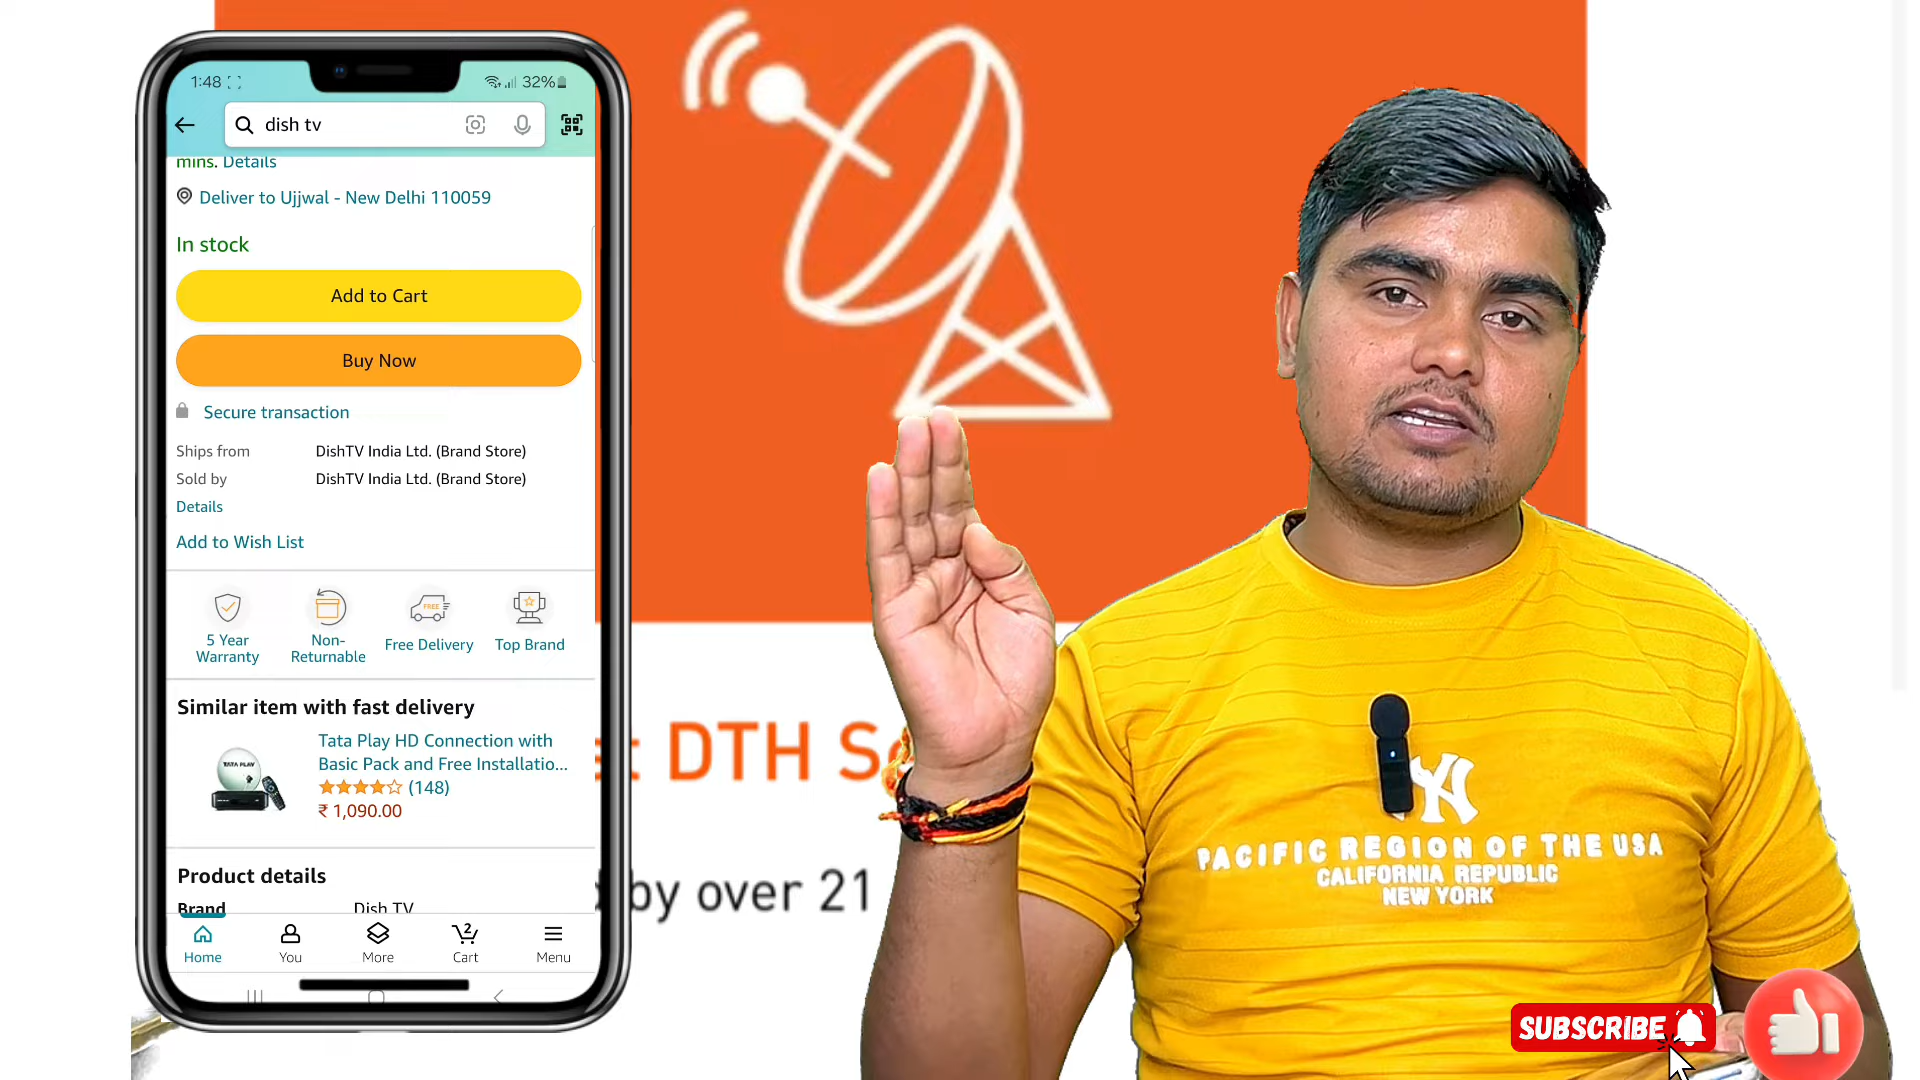 1:48
32%
dish tv
mins. Details
Deliver to Ujjwal - New Delhi 110059
In stock
Add to Cart
Buy Now
Secure transaction
Ships from DishTV India Ltd. (Brand Store)
Sold by DishTV India Ltd. (Brand Store)
Details
Add to Wish List
5 Year
Warranty
Non-
Returnable
FREE
Free Delivery
Top Brand
Similar item with fast delivery
TATA PLAY
Tata Play HD Connection with
Basic Pack and Free Installatio...
(148)
₹ 1,090.00
Product details
Brand Dish TV
Home
You
More
2
Cart
Menu
DTH
by over 21
NY
PACIFIC REGION OF THE USA
CALIFORNIA REPUBLIC
NEW YORK
SUBSCRIBE